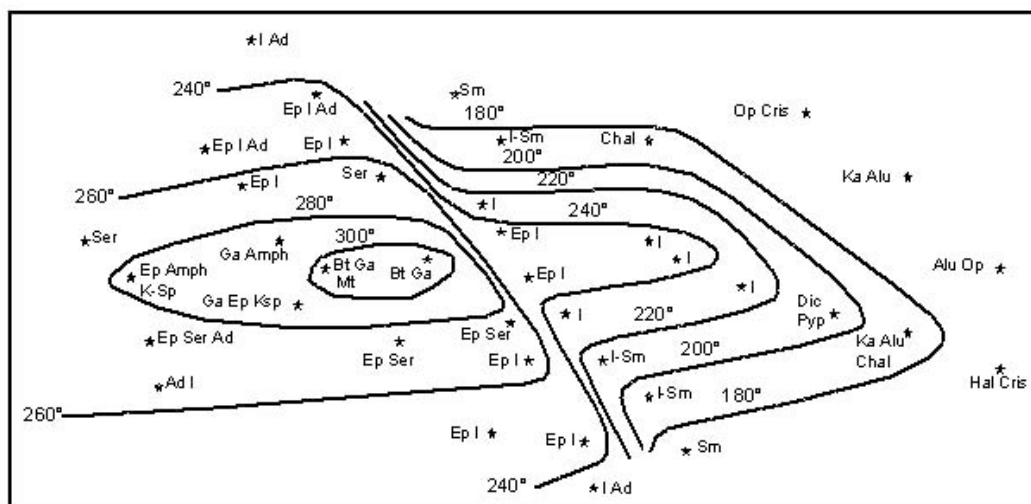 I Ad
240°
Ep I Ad
Sm
180°
Op Cris
Ep I Ad
Ep I
I-Sm
Chal
200°
Ser
Ka Alu
Ep I
280°
220°
I
280°
240°
Ser
Ep I
I
300°
Ga Amph
I
Alu Op
Ep Amph
K-Sp
Bt Ga
Mt
Bt Ga
Ep I
I
Ga Ep Ksp
I
220°
Dic
Pyp
Ep Ser
Ep Ser Ad
Ep Ser
Ka Alu
Chal
200°
Ep I
I-Sm
Hal Cris
Ad I
I-Sm
180°
260°
Ep I
Ep I
Sm
240°
I Ad